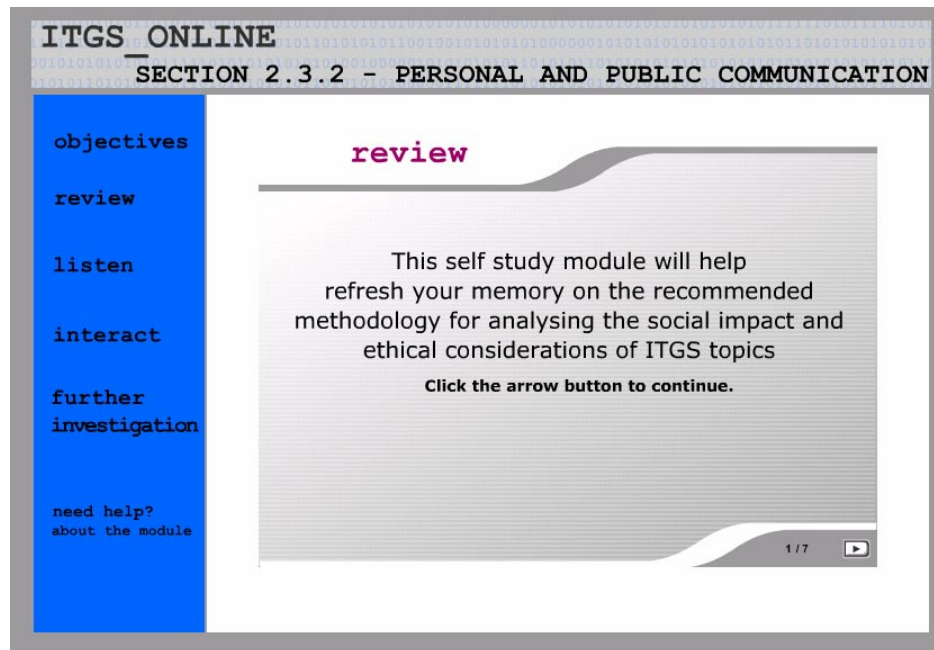 ITGS_ONLINE
SECTION 2.3.2 - PERSONAL AND PUBLIC COMMUNICATION
objectives
review
listen
interact
further
investigation
need help?
about the module
review
This self study module will help
refresh your memory on the recommended
methodology for analysing the social impact and
ethical considerations of ITGS topics
Click the arrow button to continue.
1 / 7